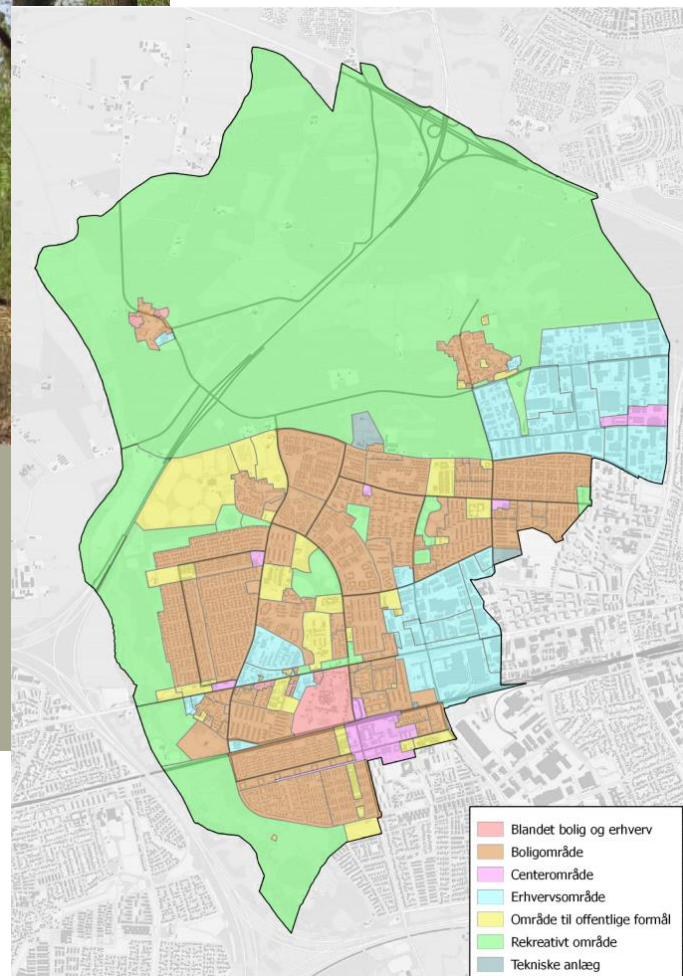 Blandet bolig og erhverv
Boligområde
Centerområde
Erhvervsområde
Område til offentlige formål
Rekreativt område
Tekniske anlæg